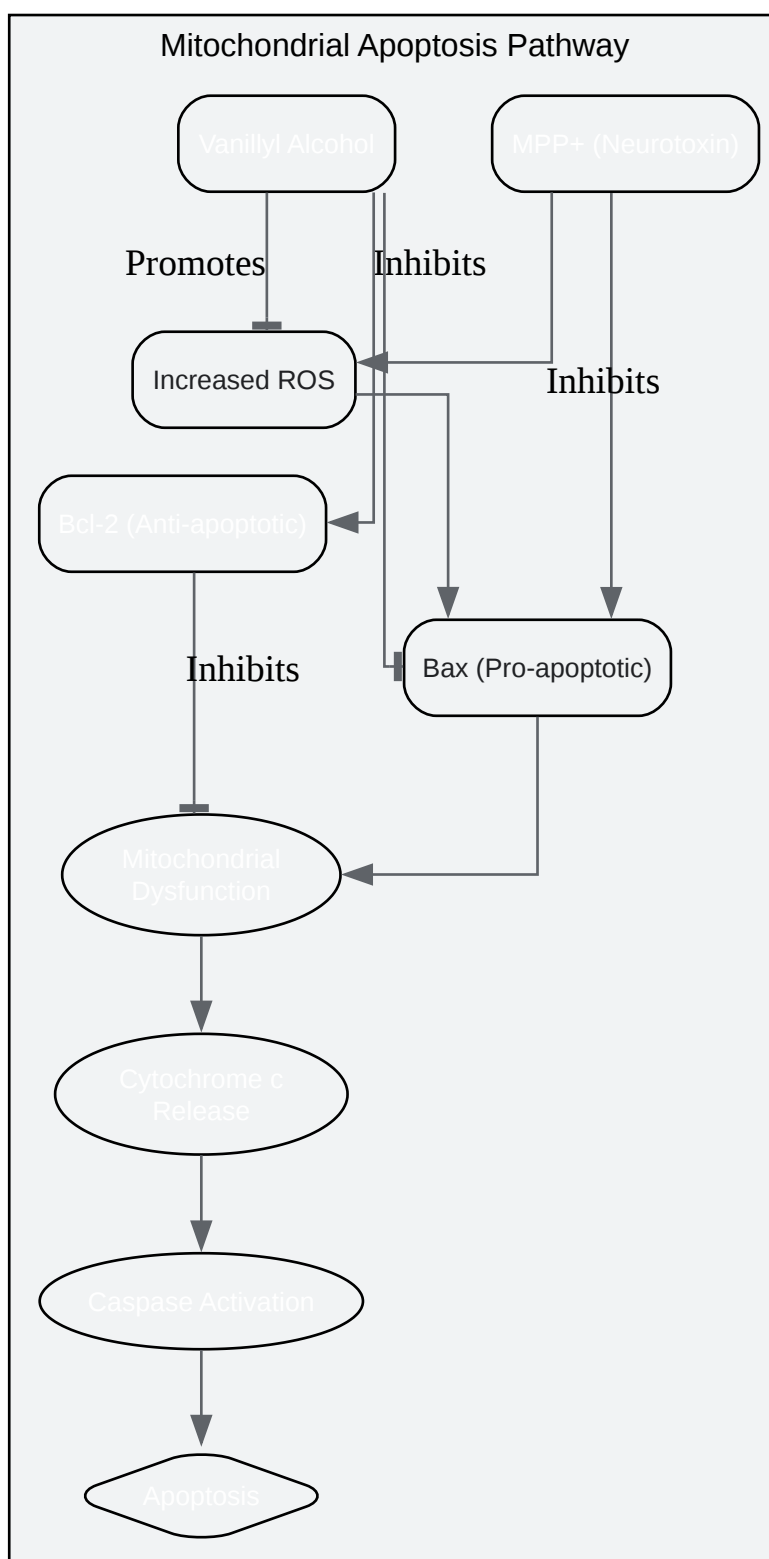 Mitochondrial Apoptosis Pathway
Vanillyl Alcohol
MPP+ (Neurotoxin)
Promotes
Inhibits
Increased ROS
Inhibits
Bcl-2 (Anti-apoptotic)
Inhibits
Bax (Pro-apoptotic)
Mitochondrial
Dysfunction
Cytochrome c
Release
Caspase Activation
Apoptosis